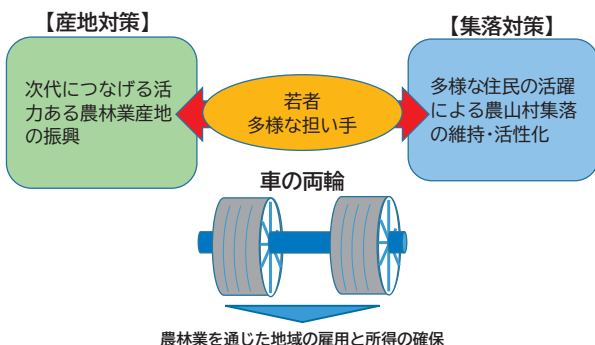 【産地対策】
【集落対策】
次代につなげる活
力ある農林業産地
の振興
若者
多様な担い手
多様な住民の活躍
による農山村集落
の維持・活性化
車の両輪
農林業を通じた地域の雇用と所得の確保